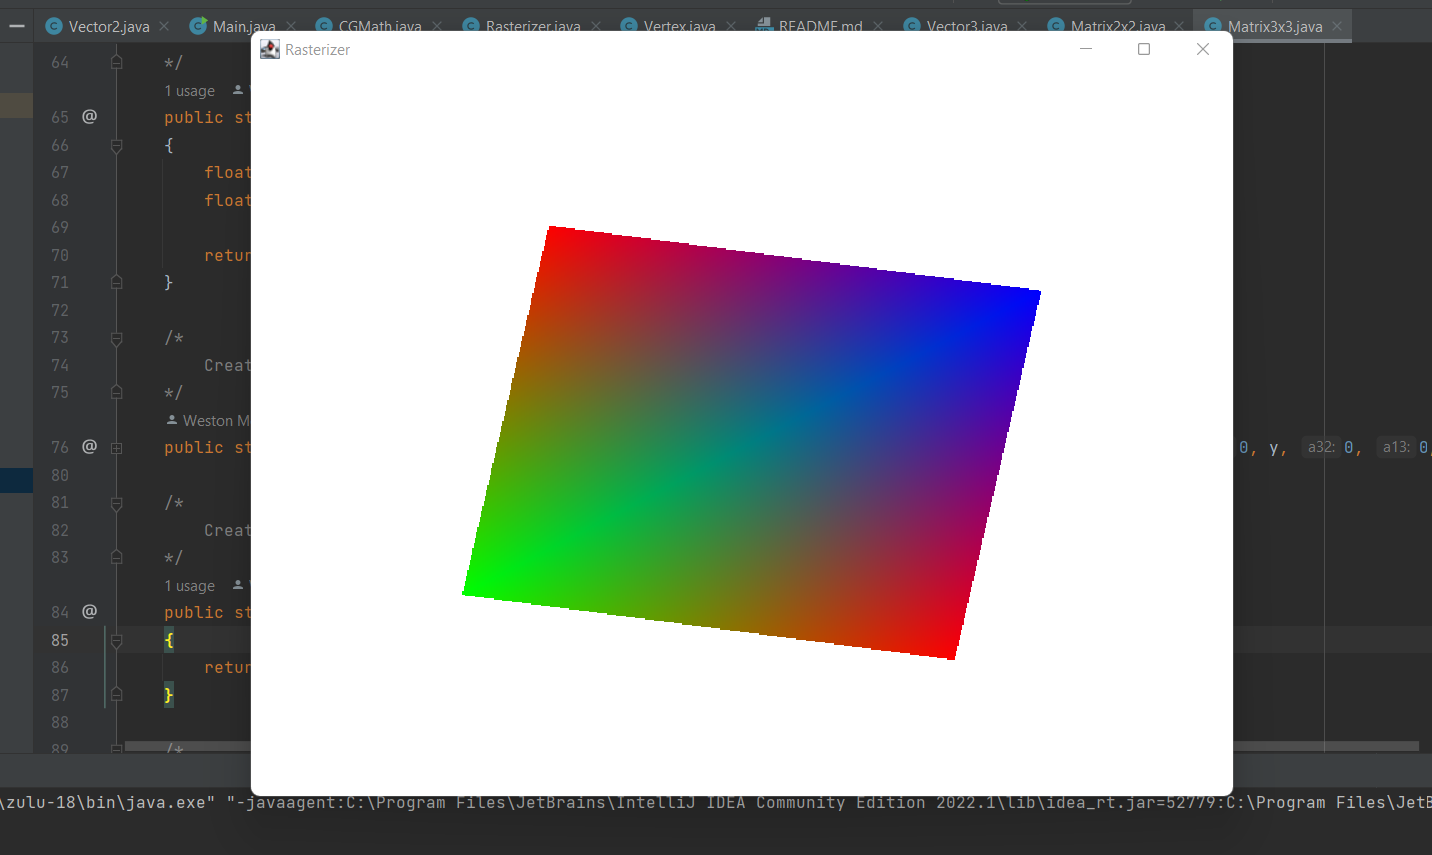 Vector2.java Main.java CGMath.java Rasterizer.java Vertex.java README.md Vector3.java Matrix2x2.java Matrix3x3.java
Rasterizer
64 */
1 usage
65 @ public st
66 {
67 float
68 float
69
70 retur
71 }
72
73 /*
74 Creat
75 */
Weston M
76 @ public st 0, y, a32: 0, a13: 0,
80
81 /*
82 Creat
83 */
1 usage
84 @ public st
85 {
86 retur
87 }
88
89 /*
\zulu-18\bin\java.exe" "-javaagent:C:\Program Files\JetBrains\IntelliJ IDEA Community Edition 2022.1\lib\idea_rt.jar=52779:C:\Program Files\JetB